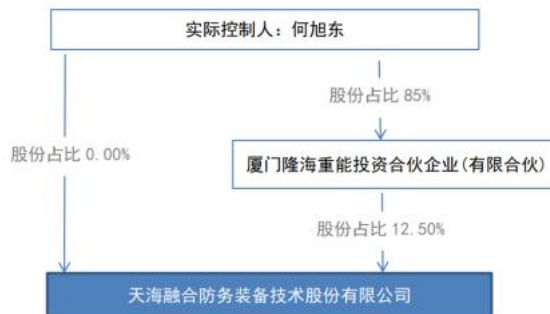 实际控制人：何旭东
股份占比 85%
股份占比 0.00%
厦门隆海重能投资合伙企业(有限合伙)
股份占比 12.50%
天海融合防务装备技术股份有限公司